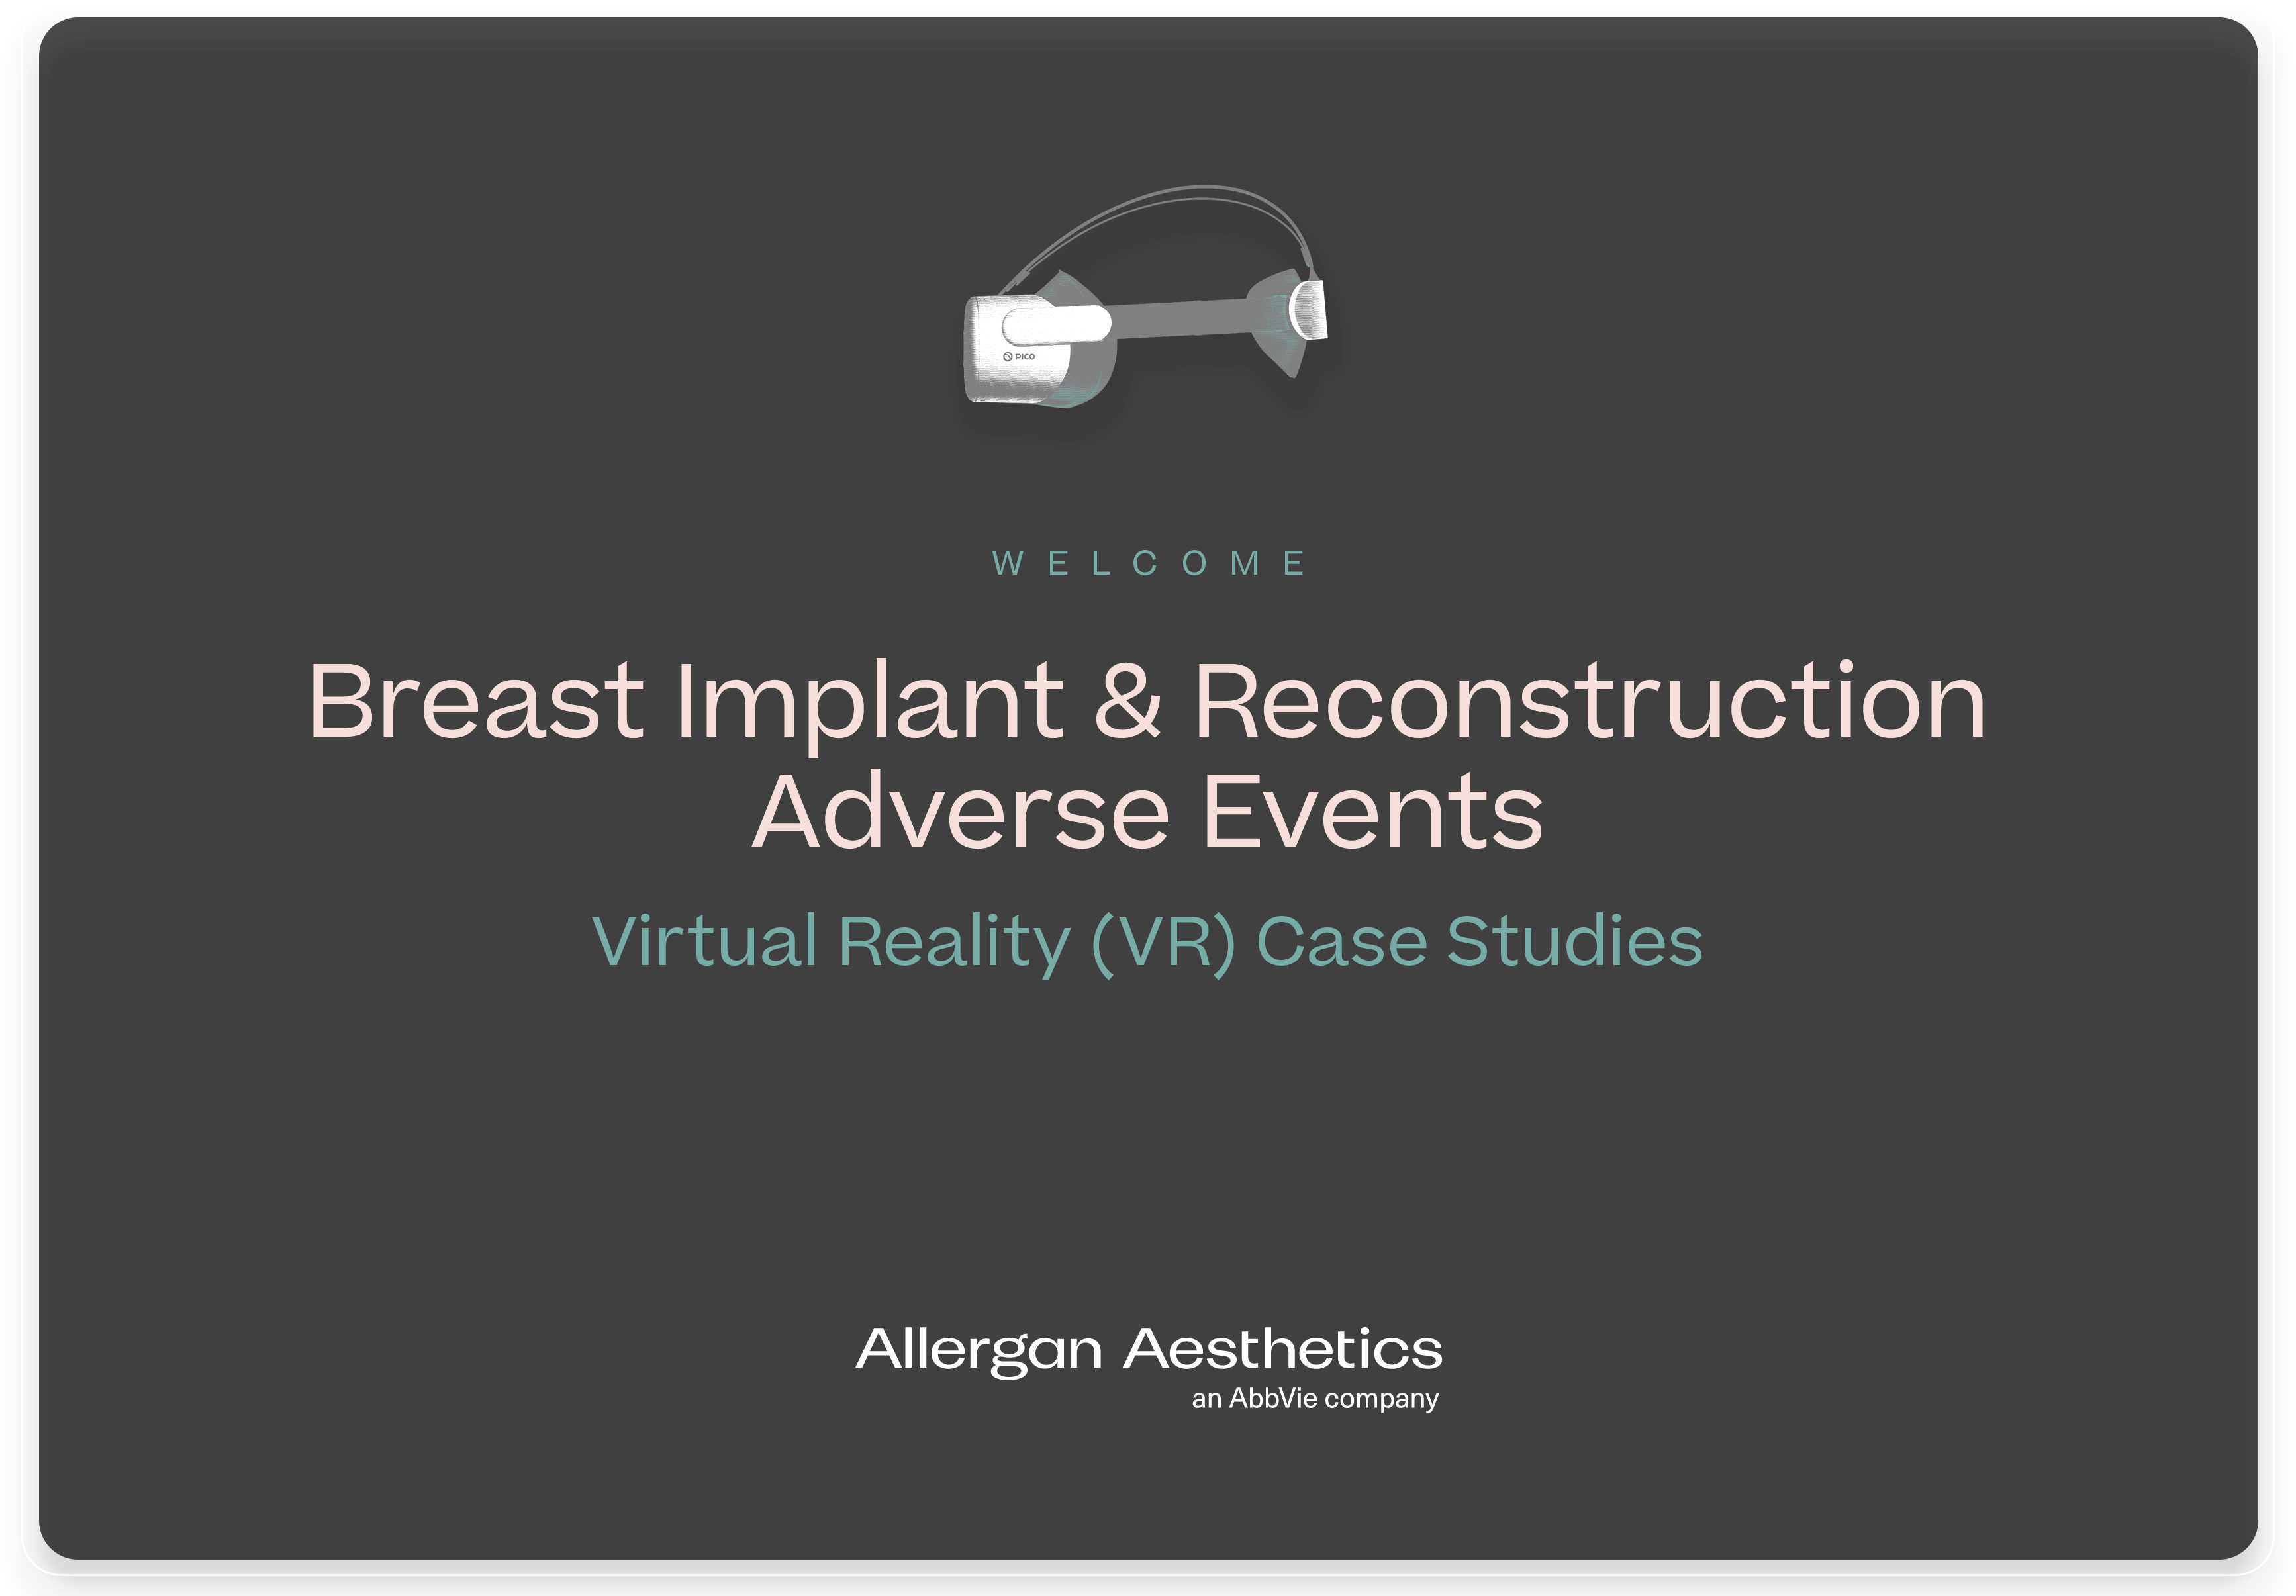 PICO
WELCOME
Breast Implant & Reconstruction
Adverse Events
Virtual Reality (VR) Case Studies
Allergan Aesthetics
an AbbVie company